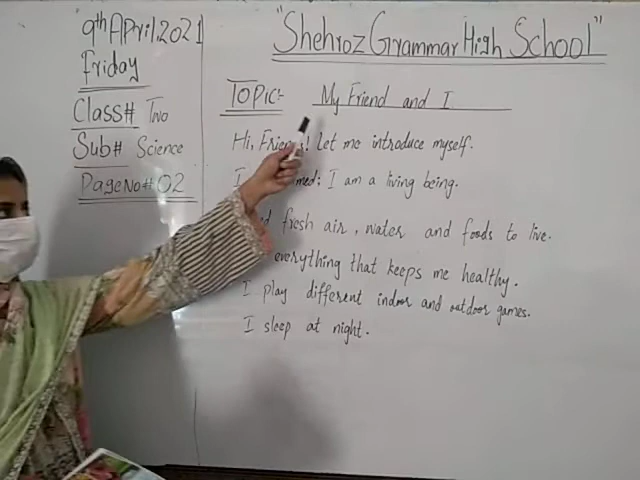 9th April, 2021
Friday
Class# Two
Sub# Science
Page No# 02
"Shehroz Grammar High School"
Topic:- My Friend and I
Hi, Friends! Let me introduce myself.
I med; I am a living being.
fresh air, water and foods to live.
everything that keeps me healthy.
I play different indoor and outdoor games.
I sleep at night.